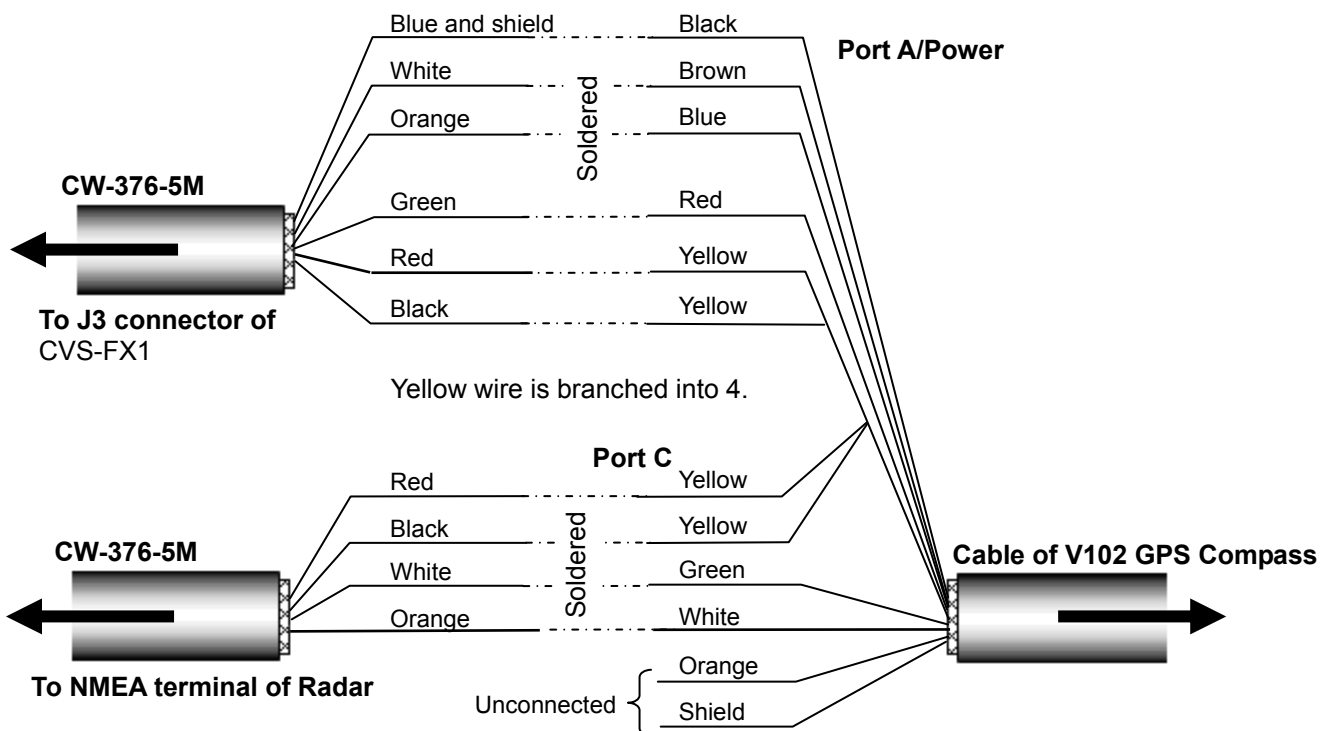 Blue and shield Black
Port A/Power
White Brown
Orange Blue
Soldered
CW-376-5M
Green Red
Red Yellow
Black Yellow
To J3 connector of
CVS-FX1
Yellow wire is branched into 4.
Port C
Red Yellow
Black Yellow
Soldered
CW-376-5M
Cable of V102 GPS Compass
White Green
Orange White
To NMEA terminal of Radar
Orange
Unconnected
Shield